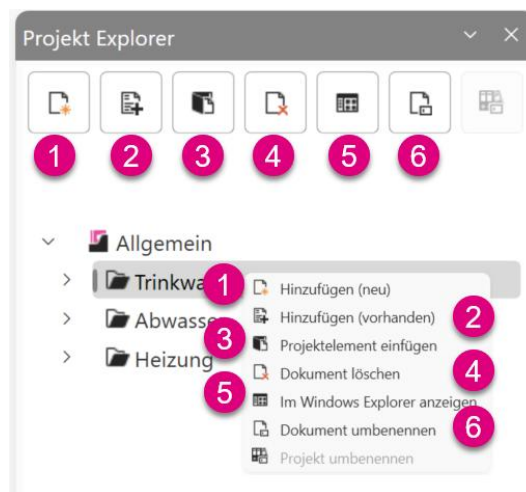 Projekt Explorer
1 2 3 4 5 6
Allgemein
Trinkwa
1 Hinzufügen (neu)
Abwasse
Hinzufügen (vorhanden) 2
3 Projektelement einfügen
Heizung
Dokument löschen 4
5 Im Windows Explorer anzeigen
Dokument umbenennen 6
Projekt umbenennen